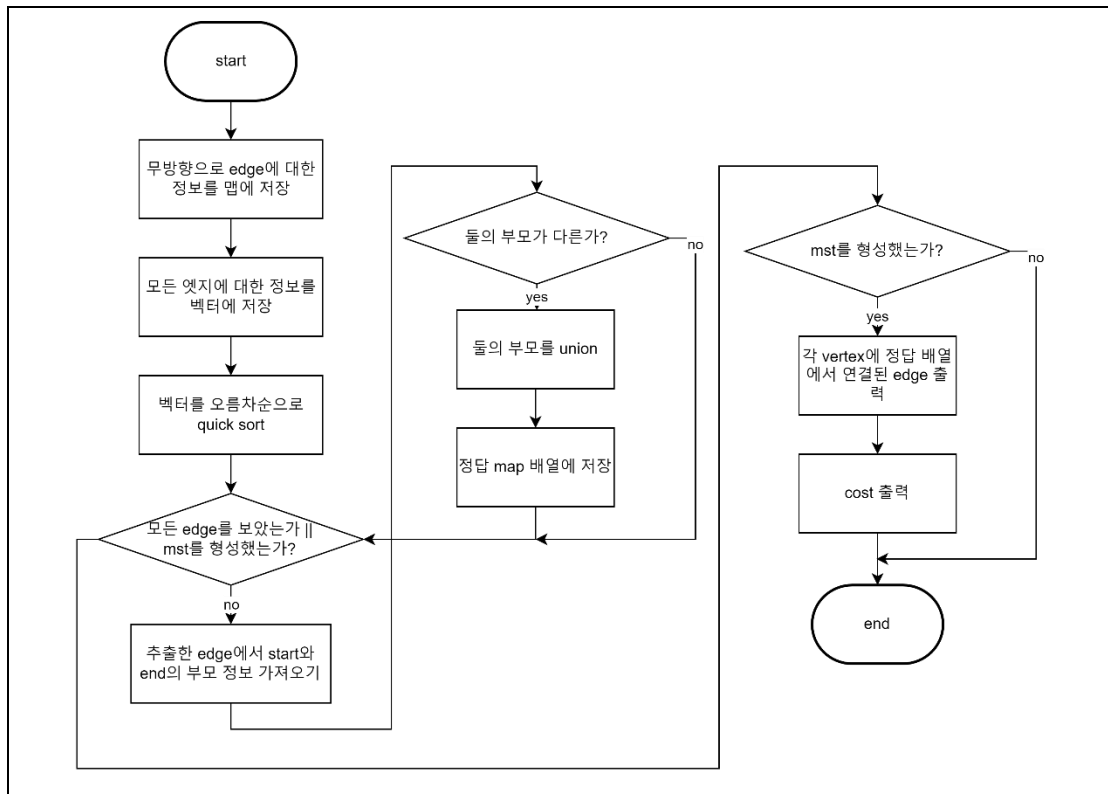 start
무방향으로 edge에 대한
정보를 맵에 저장
모든 엣지에 대한 정보를
벡터에 저장
벡터를 오름차순으로
quick sort
모든 edge를 보았는가 ||
mst를 형성했는가?
no
추출한 edge에서 start와
end의 부모 정보 가져오기
둘의 부모가 다른가?
no
yes
둘의 부모를 union
정답 map 배열에 저장
mst를 형성했는가?
no
yes
각 vertex에 정답 배열
에서 연결된 edge 출
력
cost 출력
end